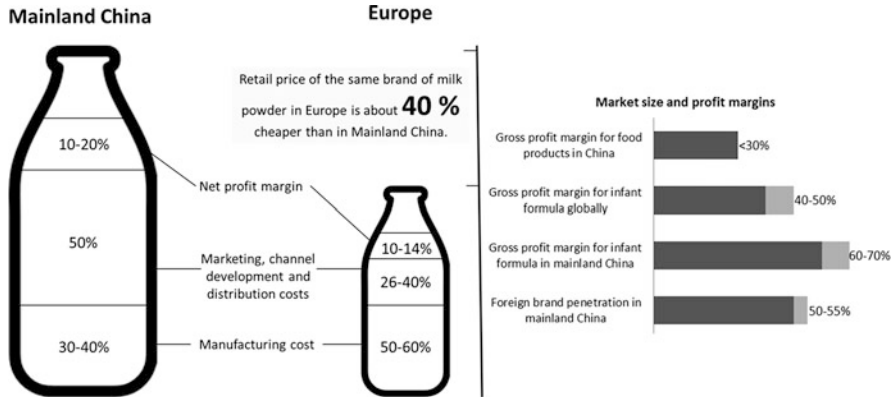 Mainland China
Europe
Retail price of the same brand of milk
powder in Europe is about 40 %
cheaper than in Mainland China.
10-20%
Net profit margin
50%
Marketing, channel
development and
distribution costs
30-40%
Manufacturing cost
10-14%
26-40%
50-60%
Market size and profit margins
Gross profit margin for food
products in China
<30%
Gross profit margin for infant
formula globally
40-50%
Gross profit margin for infant
formula in mainland China
60-70%
Foreign brand penetration in
mainland China
50-55%